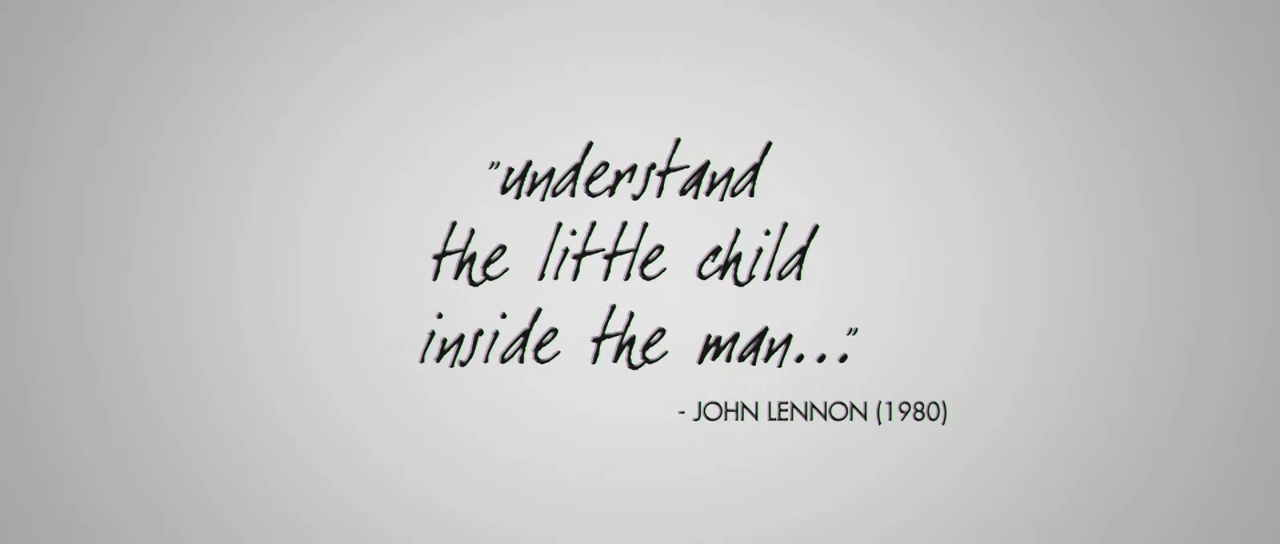 "understand
the little child
inside the man..."
- JOHN LENNON (1980)